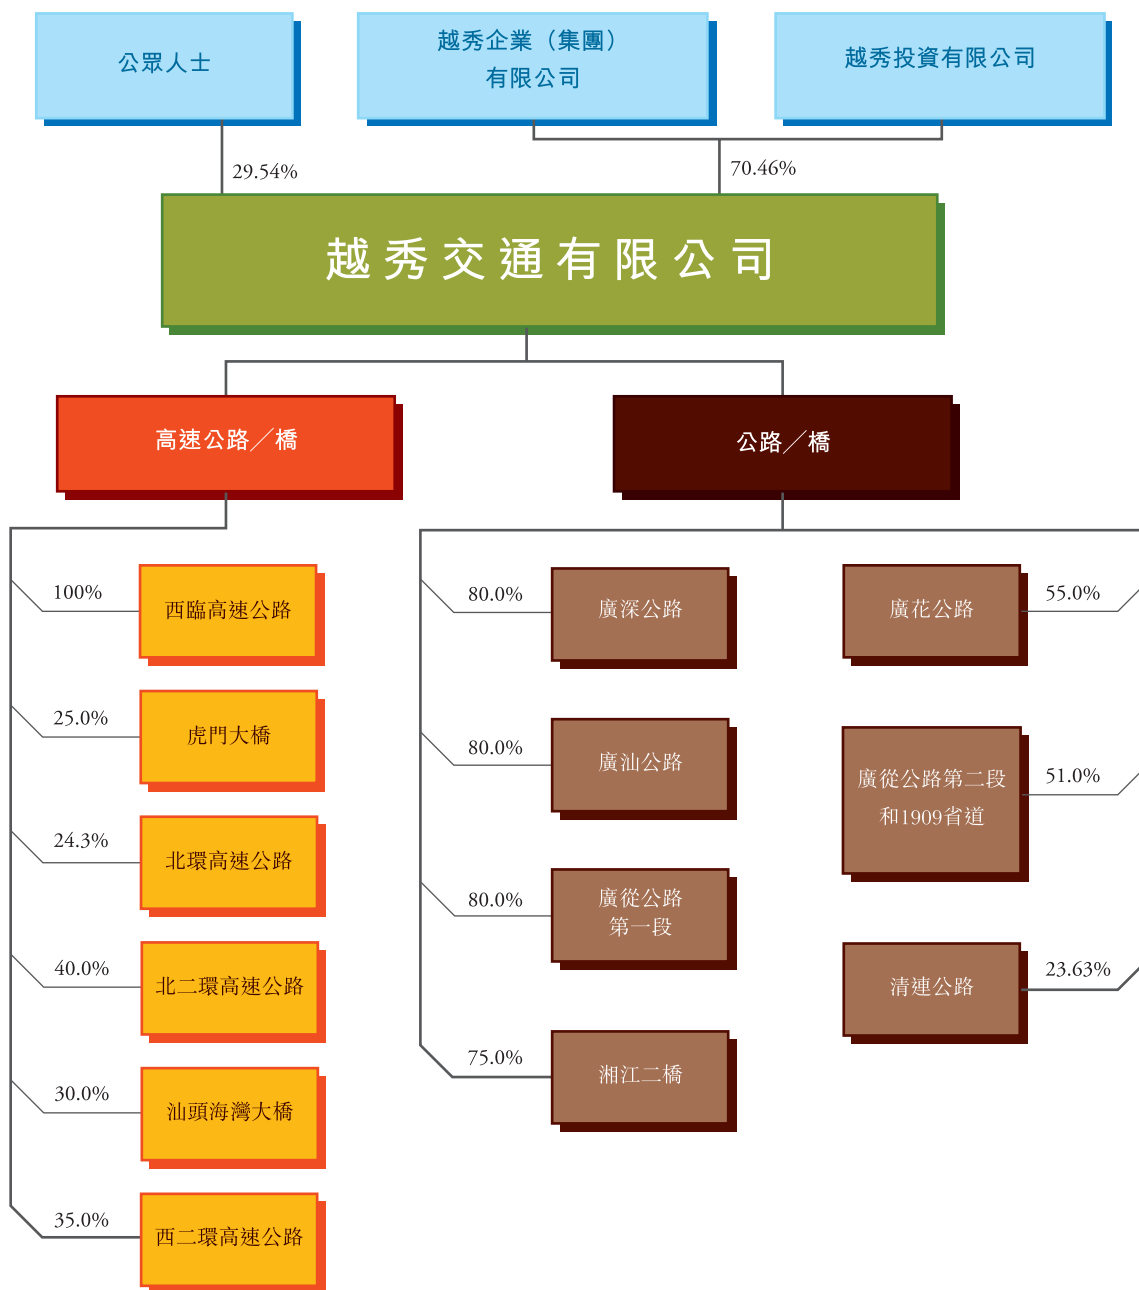 公眾人士
越秀企業（集團）
有限公司
越秀投資有限公司
29.54%
70.46%
越秀交通有限公司
高速公路／橋
公路／橋
100%
西臨高速公路
25.0%
虎門大橋
24.3%
北環高速公路
40.0%
北二環高速公路
30.0%
汕頭海灣大橋
35.0%
西二環高速公路
80.0%
廣深公路
80.0%
廣汕公路
80.0%
廣從公路
第一段
75.0%
湘江二橋
廣花公路
55.0%
廣從公路第二段
和1909省道
51.0%
清連公路
23.63%